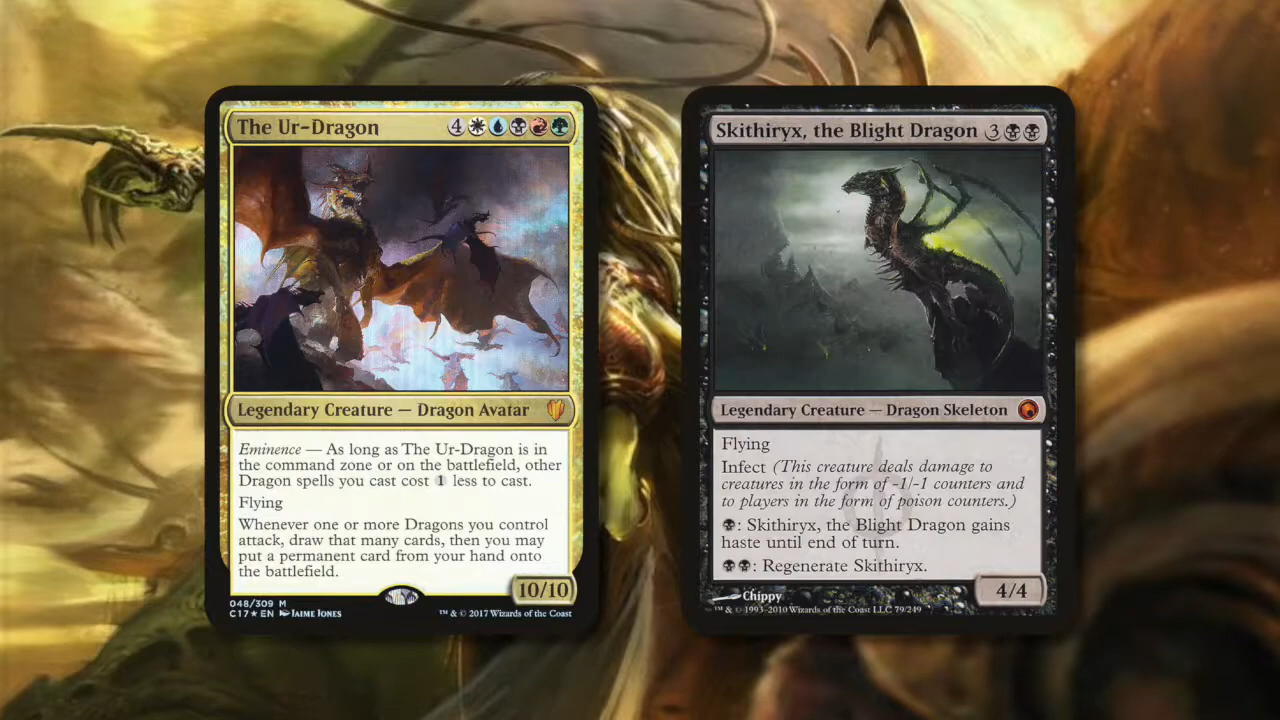 The Ur-Dragon 4
Legendary Creature — Dragon Avatar
Eminence — As long as The Ur-Dragon is in
the command zone or on the battlefield, other
Dragon spells you cast cost 1 less to cast.
Flying
Whenever one or more Dragons you control
attack, draw that many cards, then you may
put a permanent card from your hand onto
the battlefield.
10/10
048/309 M
C17★EN JAIME JONES
™ & © 2017 Wizards of the Coast
Skithiryx, the Blight Dragon 3
Legendary Creature — Dragon Skeleton
Flying
Infect (This creature deals damage to
creatures in the form of -1/-1 counters and
to players in the form of poison counters.)
: Skithiryx, the Blight Dragon gains
haste until end of turn.
: Regenerate Skithiryx.
4/4
Chippy
™ & © 1993-2010 Wizards of the Coast LLC 79/249